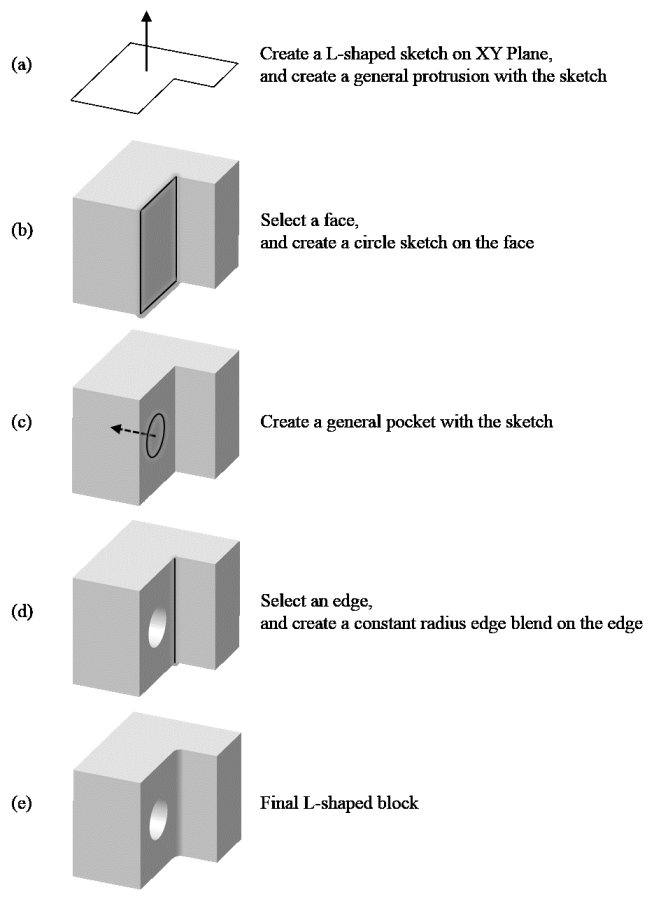 (a)
Create a L-shaped sketch on XY Plane,
and create a general protrusion with the sketch
(b)
Select a face,
and create a circle sketch on the face
(c)
Create a general pocket with the sketch
(d)
Select an edge,
and create a constant radius edge blend on the edge
(e)
Final L-shaped block